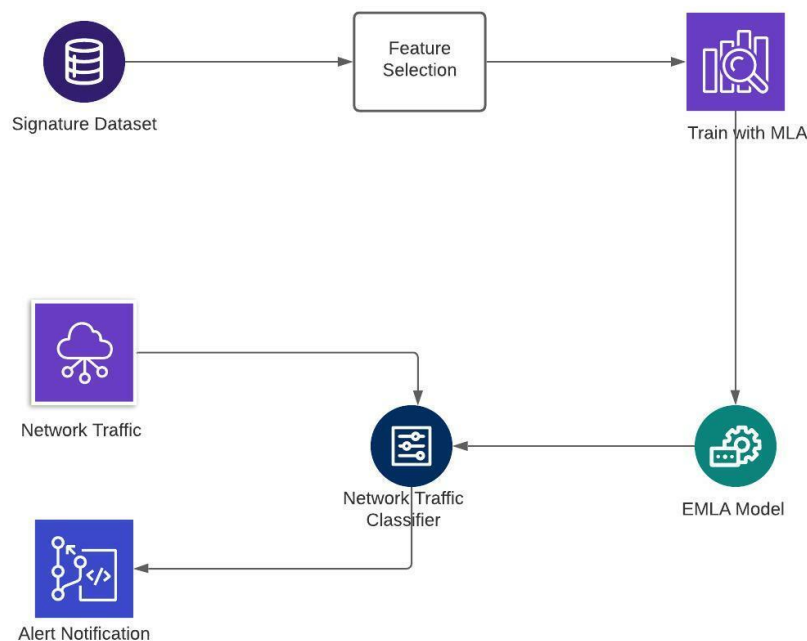 Feature
Selection
Signature Dataset
Train with MLA
Network Traffic
Network Traffic
Classifier
EMLA Model
Alert Notification